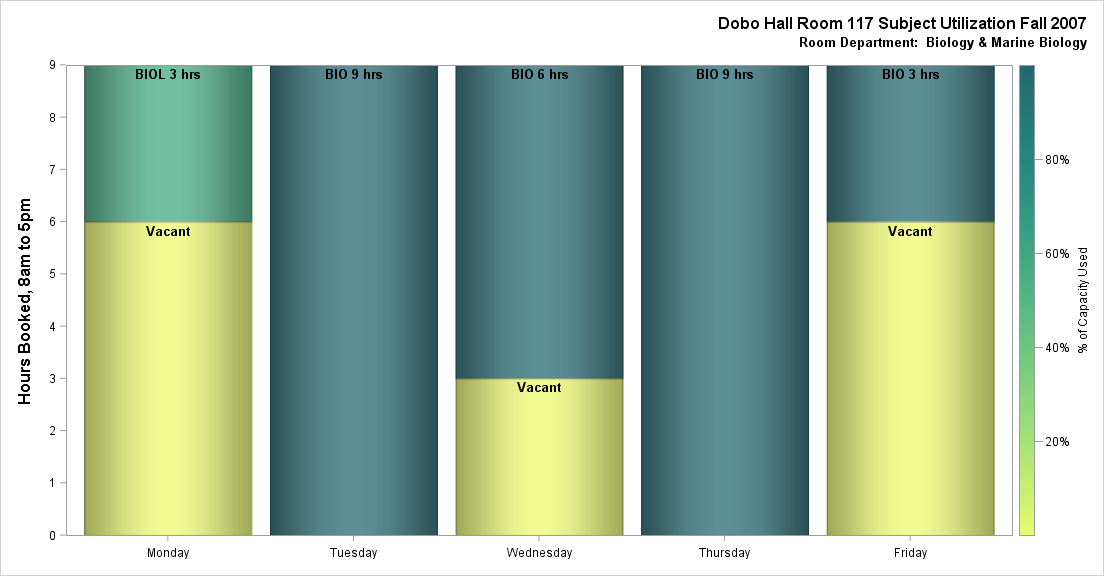 Dobo Hall Room 117 Subject Utilization Fall 2007
Room Department: Biology & Marine Biology
Hours Booked, 8am to 5pm
9
8
7
6
5
4
3
2
1
0
BIOL 3 hrs
Vacant
BIO 9 hrs
BIO 6 hrs
Vacant
BIO 9 hrs
BIO 3 hrs
Vacant
Monday
Tuesday
Wednesday
Thursday
Friday
80%
60%
40%
20%
% of Capacity Used